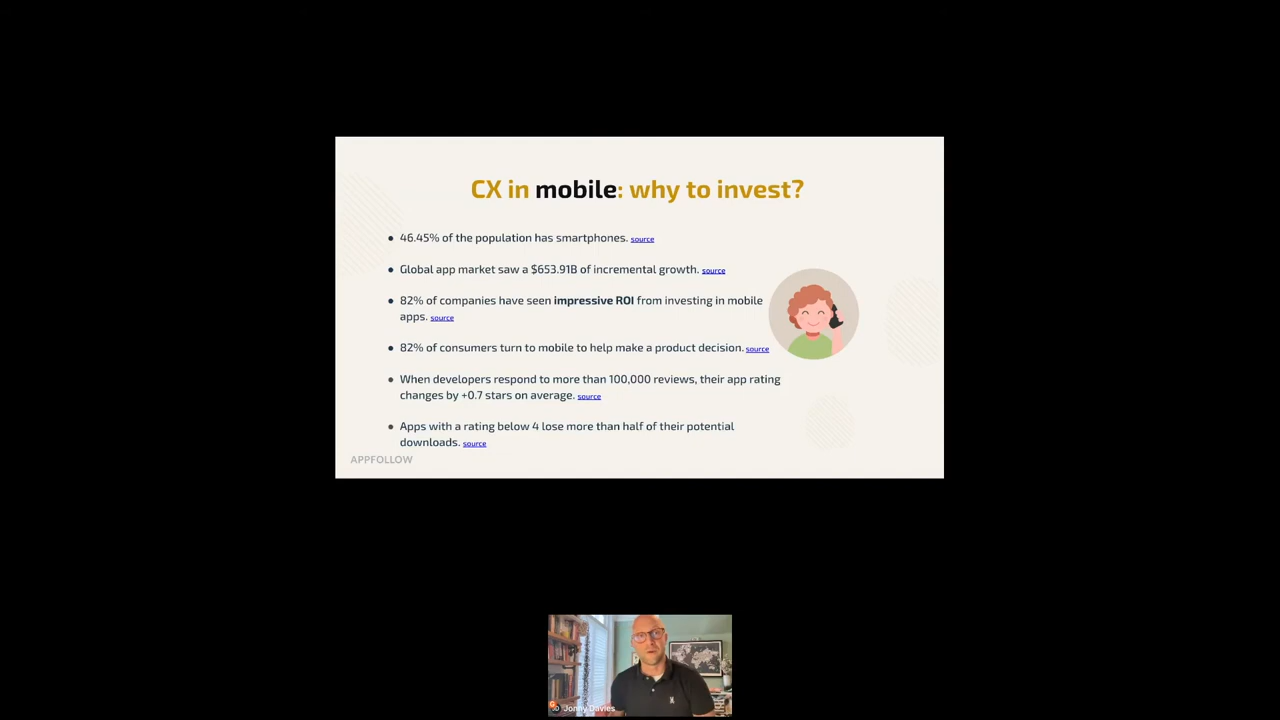 CX in mobile: why to invest?
● 46.45% of the population has smartphones. source
● Global app market saw a $653.91B of incremental growth. source
● 82% of companies have seen impressive ROI from investing in mobile
apps. source
● 82% of consumers turn to mobile to help make a product decision. source
● When developers respond to more than 100,000 reviews, their app rating
changes by +0.7 stars on average. source
● Apps with a rating below 4 lose more than half of their potential
downloads. source
APPFOLLOW
Jonny Davies